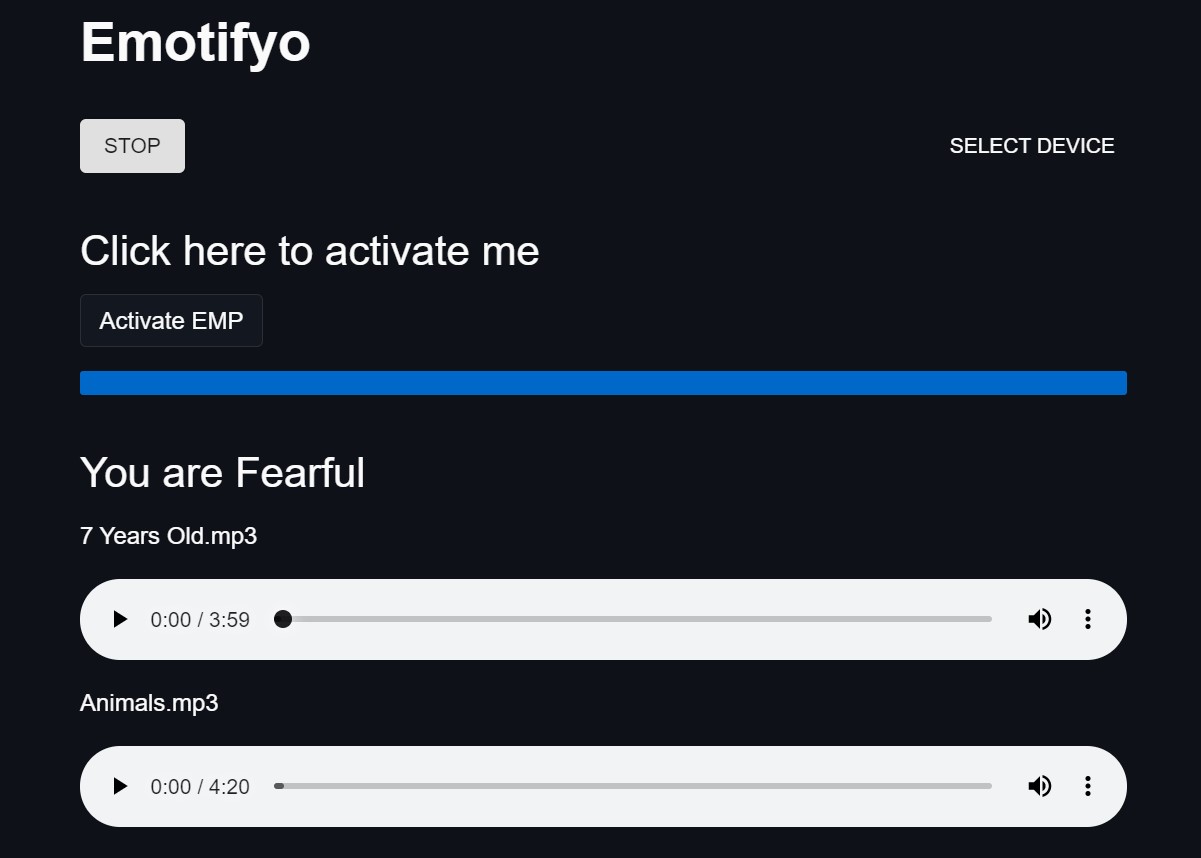 Emotifyo
STOP
SELECT DEVICE
Click here to activate me
Activate EMP
You are Fearful
7 Years Old.mp3
0:00 / 3:59
Animals.mp3
0:00 / 4:20